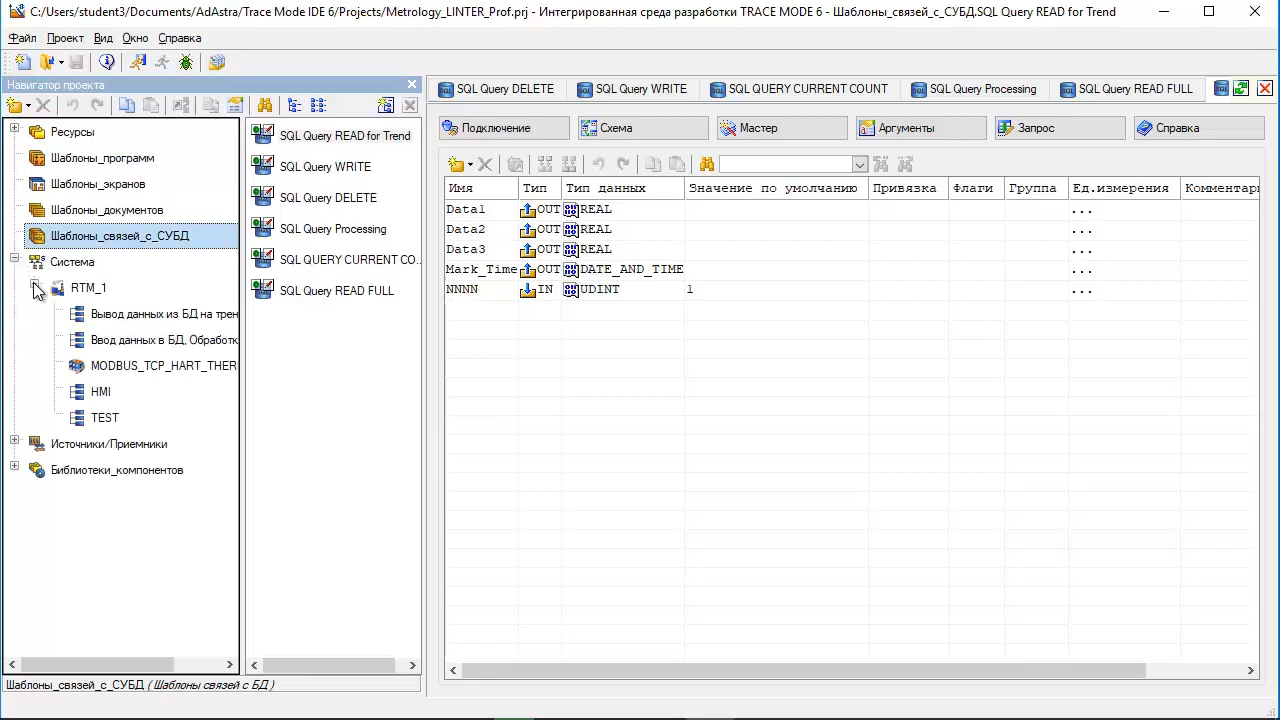 C:/Users/student3/Documents/AdAstra/Trace Mode IDE 6/Projects/Metrology_LINTER_Prof.prj - Интегрированная среда разработки TRACE MODE 6 - Шаблоны_связей_с_СУБД.SQL Query READ for Trend
Файл Проект Вид Окно Справка
Навигатор проекта
Ресурсы
Шаблоны_программ
Шаблоны_экранов
Шаблоны_документов
Шаблоны_связей_с_СУБД
Система
RTM_1
Вывод данных из БД на трен
Ввод данных в БД, Обработк
MODBUS_TCP_HART_THER
HMI
TEST
Источники/Приемники
Библиотеки_компонентов
SQL Query READ for Trend
SQL Query WRITE
SQL Query DELETE
SQL Query Processing
SQL QUERY CURRENT CO...
SQL Query READ FULL
SQL Query DELETE SQL Query WRITE SQL QUERY CURRENT COUNT SQL Query Processing SQL Query READ FULL
Подключение Схема Мастер Аргументы Запрос Справка
Имя Тип Тип данных Значение по умолчанию Привязка Флаги Группа Ед.измерения Комментари
Data1 OUT REAL ...
Data2 OUT REAL ...
Data3 OUT REAL ...
Mark_Time OUT DATE_AND_TIME ...
NNNN IN UDINT 1 ...
Шаблоны_связей_с_СУБД ( Шаблоны связей с БД )